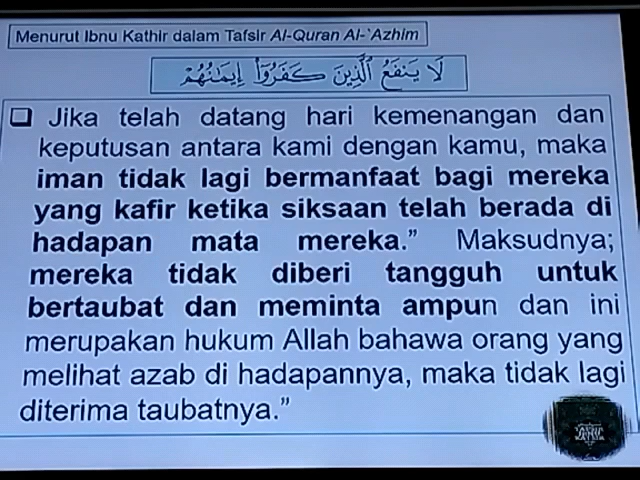 Menurut Ibnu Kathir dalam Tafsir Al-Quran Al-`Azhim
لَا يَنفَعُ ٱلَّذِينَ كَفَرُوٓا۟ إِيمَـٰنُهُمْ
❑ Jika telah datang hari kemenangan dan
keputusan antara kami dengan kamu, maka
iman tidak lagi bermanfaat bagi mereka
yang kafir ketika siksaan telah berada di
hadapan mata mereka.” Maksudnya;
mereka tidak diberi tangguh untuk
bertaubat dan meminta ampun dan ini
merupakan hukum Allah bahawa orang yang
melihat azab di hadapannya, maka tidak lagi
diterima taubatnya.”